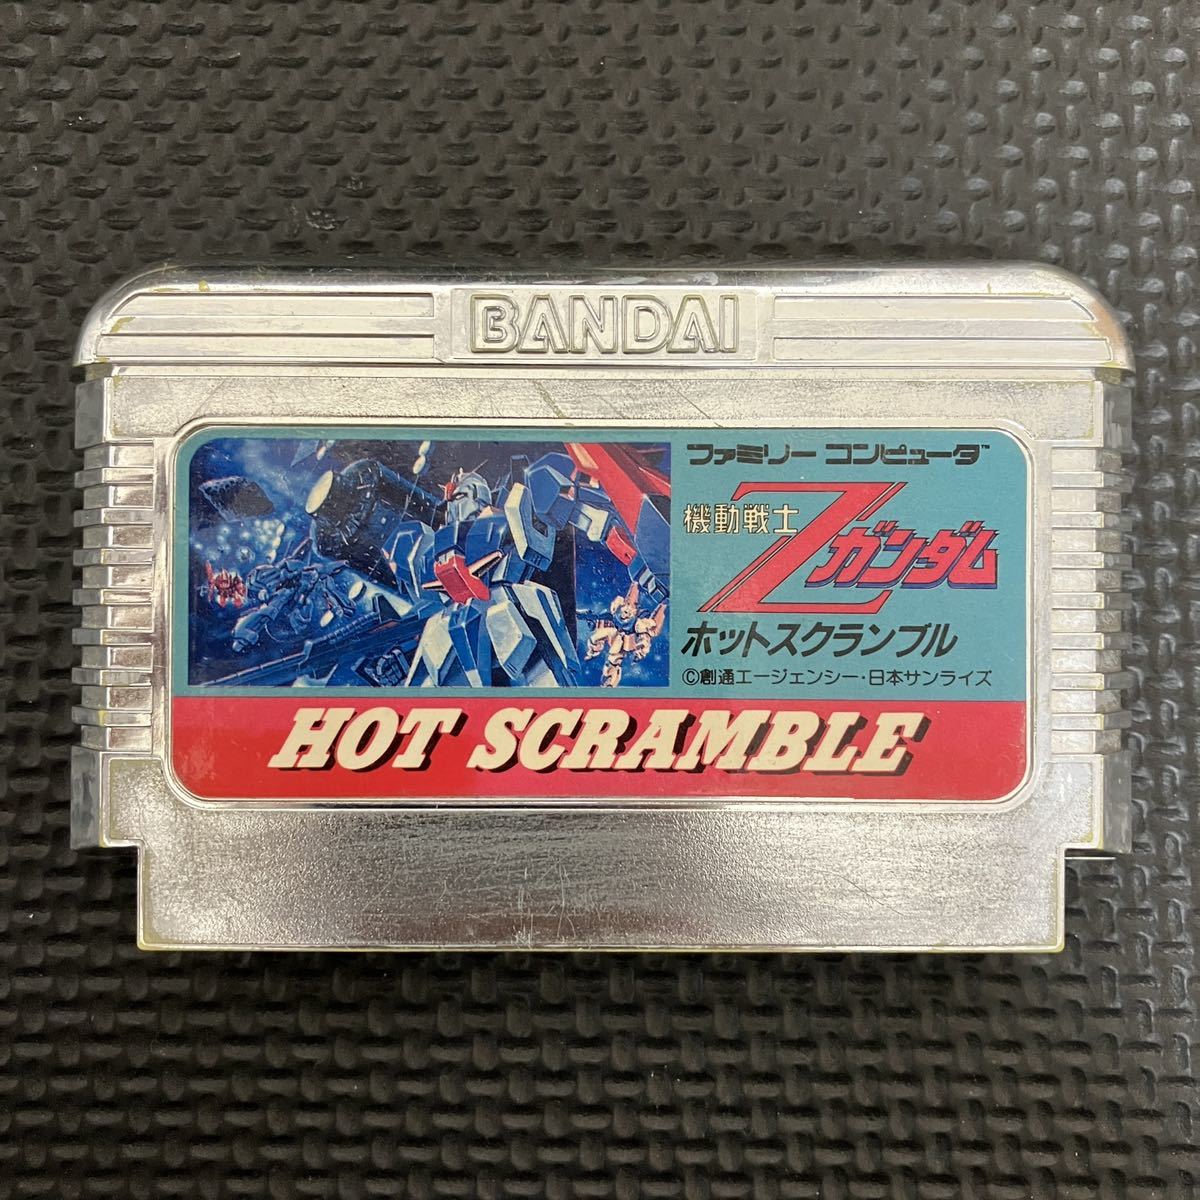 BANDAI
ファミリーコンピュータ
機動戦士Ζガンダム
ホットスクランブル
©創通エージェンシー・日本サンライズ
HOT SCRAMBLE